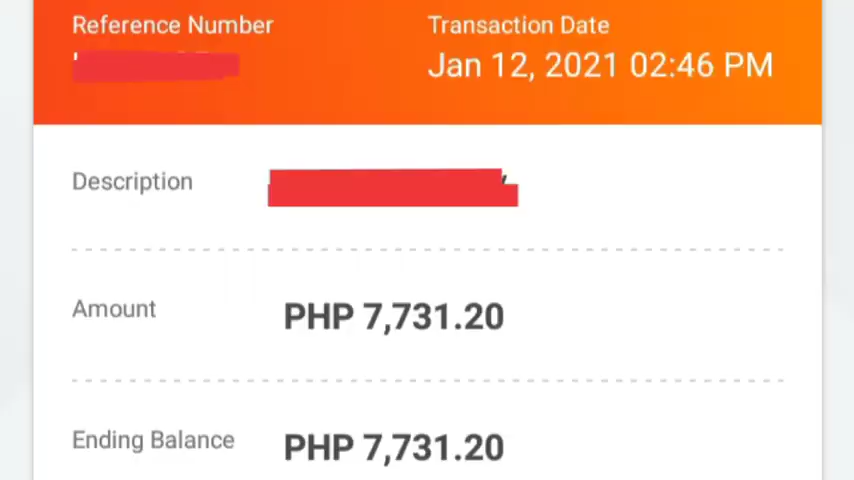 Reference Number
Transaction Date
Jan 12, 2021 02:46 PM
Description
Amount
PHP 7,731.20
Ending Balance
PHP 7,731.20